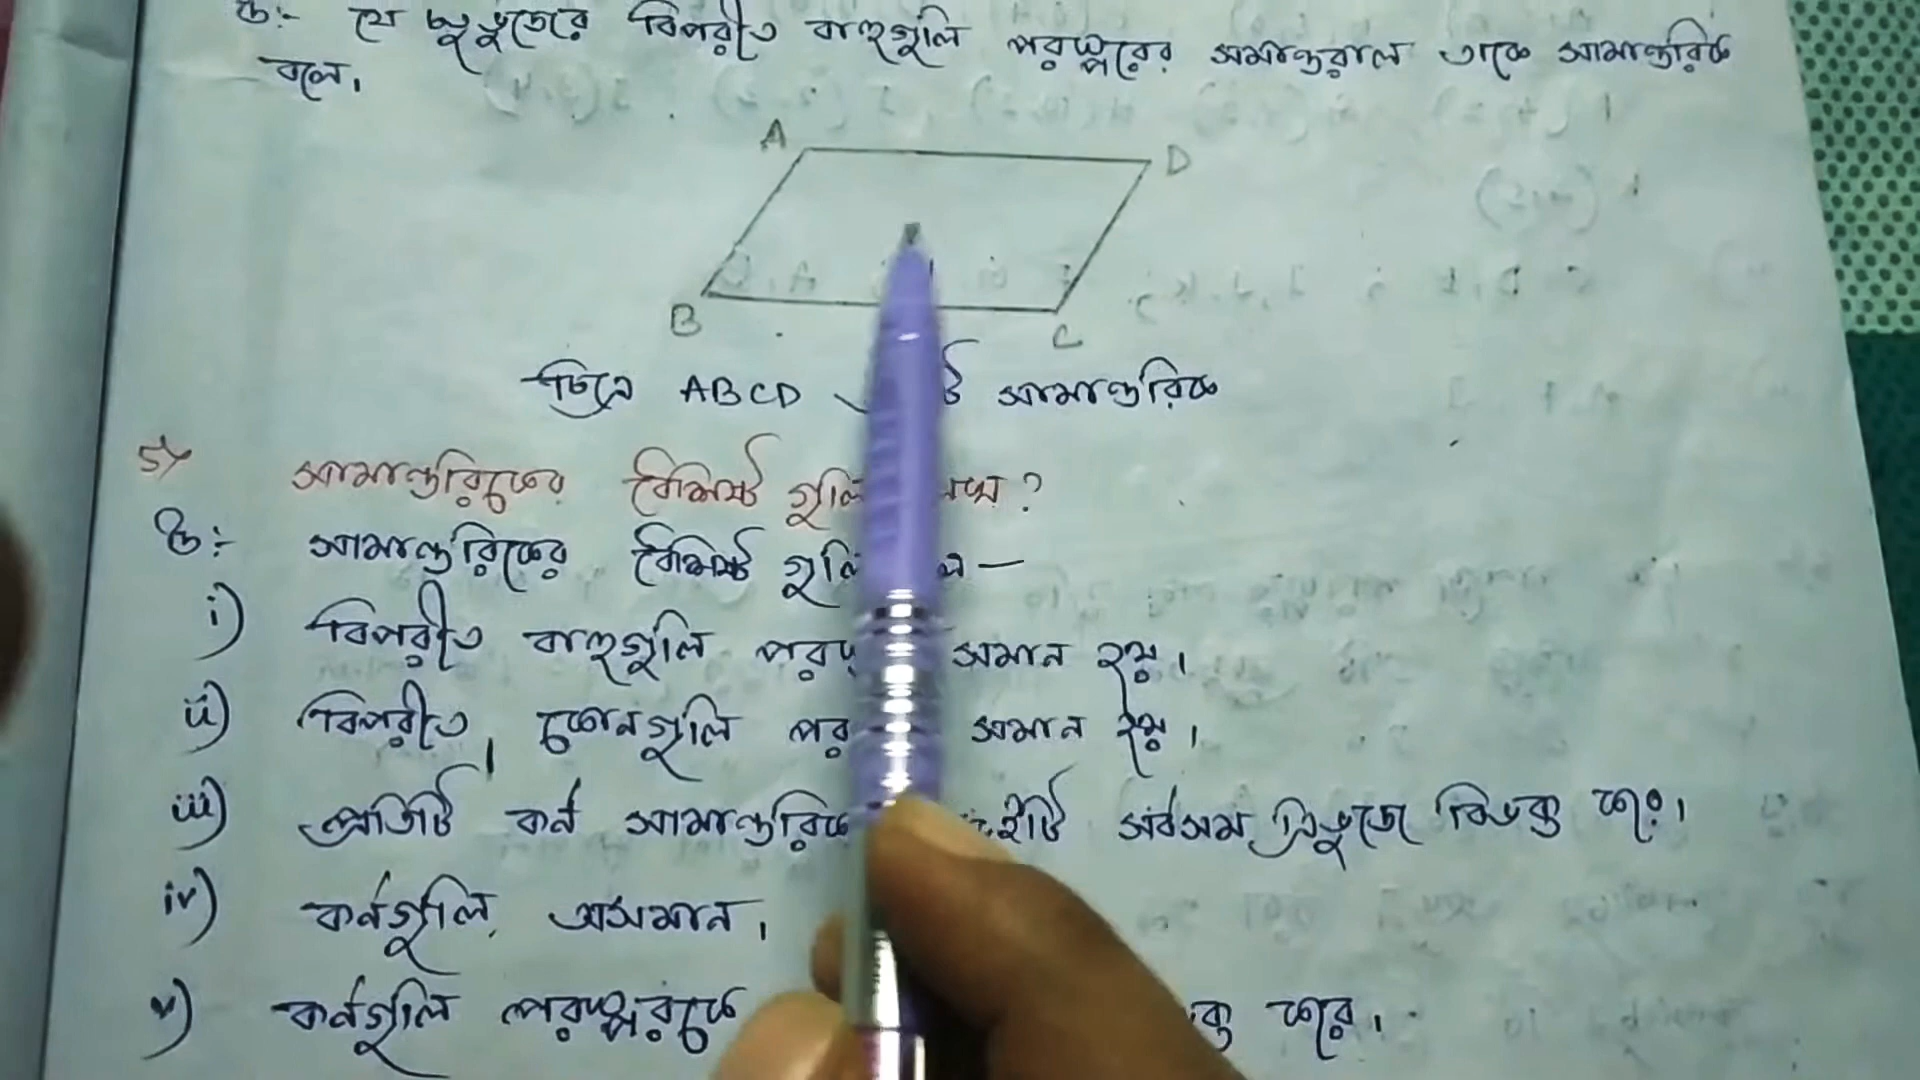 উঃ- যে চতুভুজের বিপরীত বাহুগুলি পরস্পরের সমান্তরাল তাকে সামান্তরিক
বলে।
A
D
B
C
চিত্রে ABCD টি সামান্তরিক
5) সামান্তরিকের বৈশিষ্ট গুলি ?
উঃ- সামান্তরিকের বৈশিষ্ট গুলি —
i) বিপরীত বাহুগুলি সমান হয়।
ii) বিপরীত কোনগুলি সমান হয়।
iii) প্রতিটি কর্ন সামান্তরিক সর্বসম ত্রিভুজে বিভক্ত করে।
iv) কর্নগুলি অসমান।
v) কর্নগুলি পরস্পরকে করে।